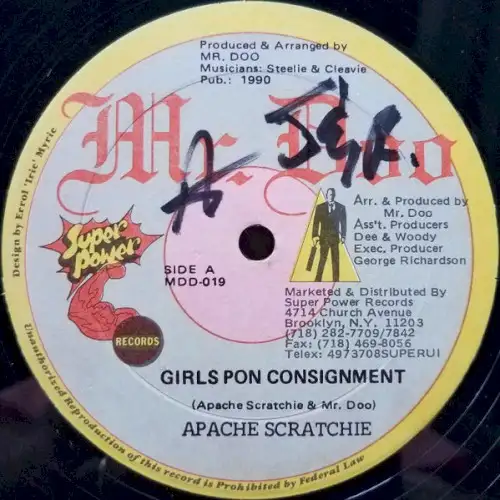 Produced & Arranged by
MR. DOO
Musicians: Steelie & Cleavie
Pub.: 1990
Mr. Doo
Design by Errol 'Irie' Myrie
Arr. & Produced by
Mr. Doo
Ass't. Producers
Dee & Woody
Exec. Producer
George Richardson
Super
Power
RECORDS
SIDE A
MDD-019
Marketed & Distributed By
Super Power Records
4714 Church Avenue
Brooklyn, N.Y. 11203
(718) 282-7709/7842
Fax: (718) 469-8056
Telex: 4973708SUPERUI
GIRLS PON CONSIGNMENT
(Apache Scratchie & Mr. Doo)
APACHE SCRATCHIE
Unauthorized Reproduction of this record is Prohibited by Federal Law